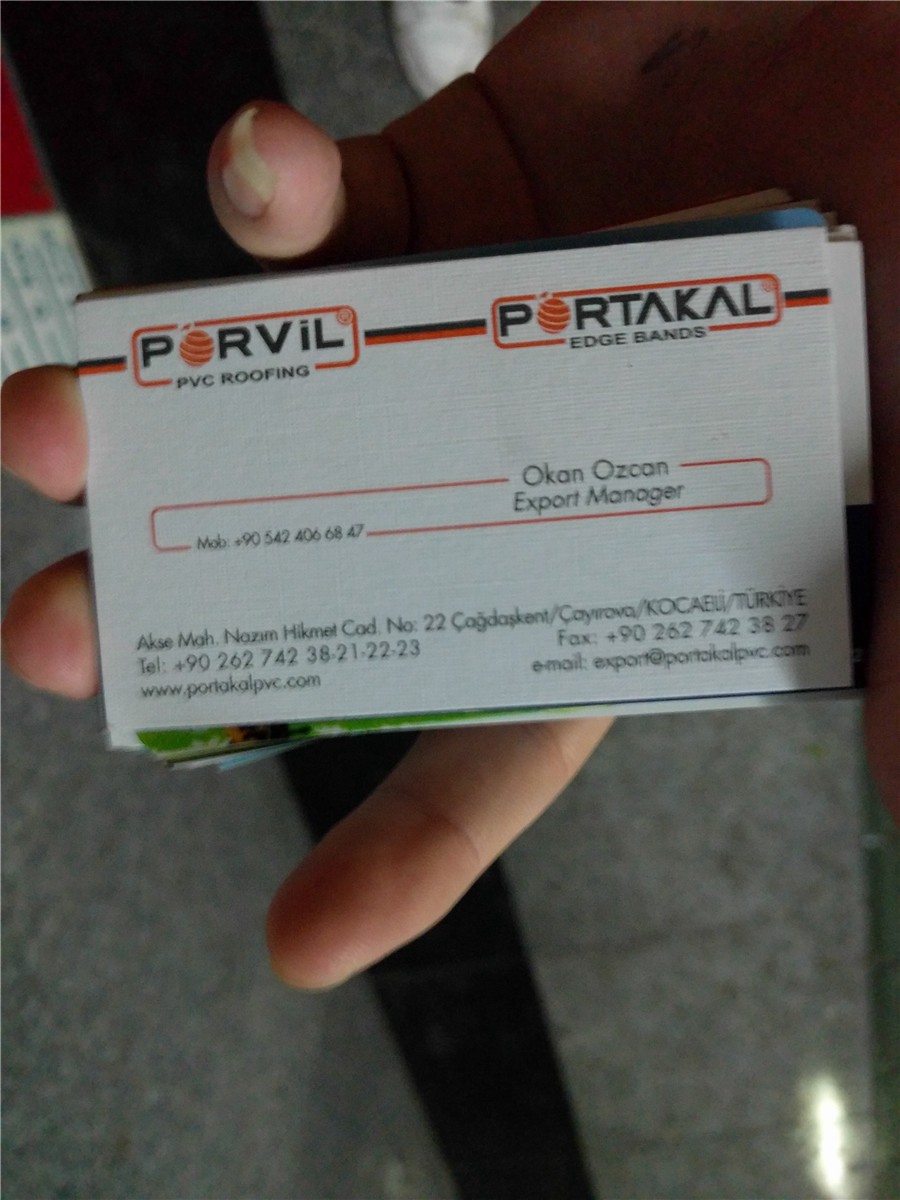 PORViL®
PVC ROOFING
PORTAKAL®
EDGE BANDS
Okan Ozcan
Export Manager
Mob: +90 542 406 68 47
Akse Mah. Nazım Hikmet Cad. No: 22 Çağdaşkent/Çayırova/KOCAELİ/TÜRKİYE
Tel: +90 262 742 38-21-22-23
Fax: +90 262 742 38 27
www.portakalpvc.com
e-mail: export@portakalpvc.com